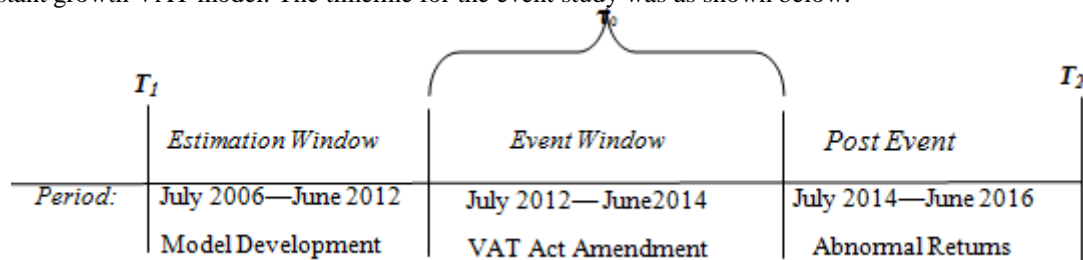 stant growth VAT model. The timeline for the event study was as shown below.
τ₀
T₁ T₂
Estimation Window Event Window Post Event
Period: July 2006—June 2012 July 2012—June2014 July 2014—June 2016
Model Development VAT Act Amendment Abnormal Returns